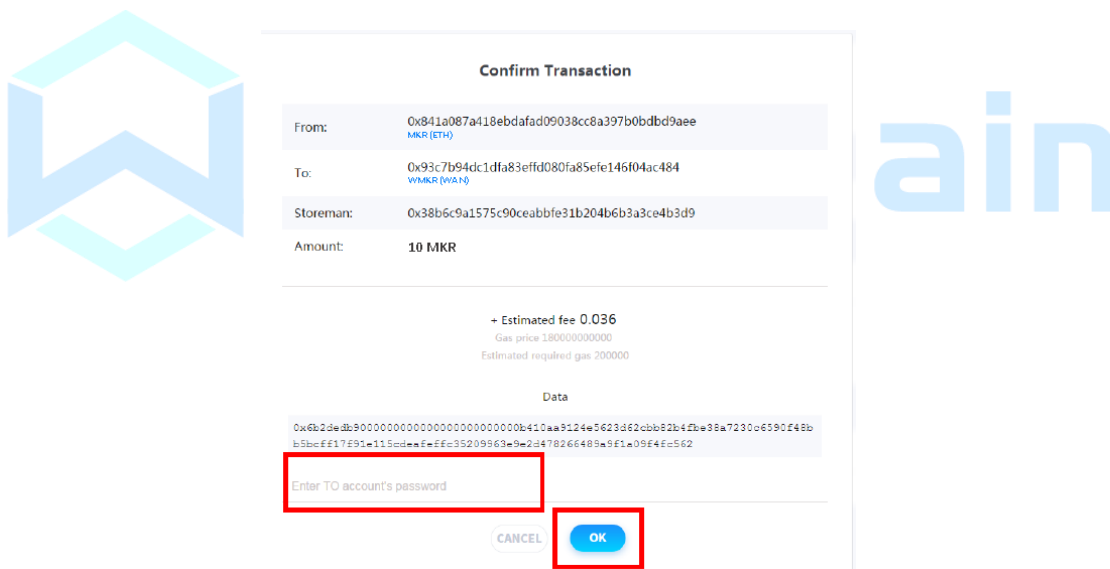 Confirm Transaction
From: 0x841a087a418ebdafad09038cc8a397b0bdbd9aee
MKR (ETH)
To: 0x93c7b94dc1dfa83effd080fa85efe146f04ac484
WMKR (WAN)
Storeman: 0x38b6c9a1575c90ceabbfe31b204b6b3a3ce4b3d9
Amount: 10 MKR
+ Estimated fee 0.036
Gas price 180000000000
Estimated required gas 200000
Data
Enter TO account's password
CANCEL OK
ain